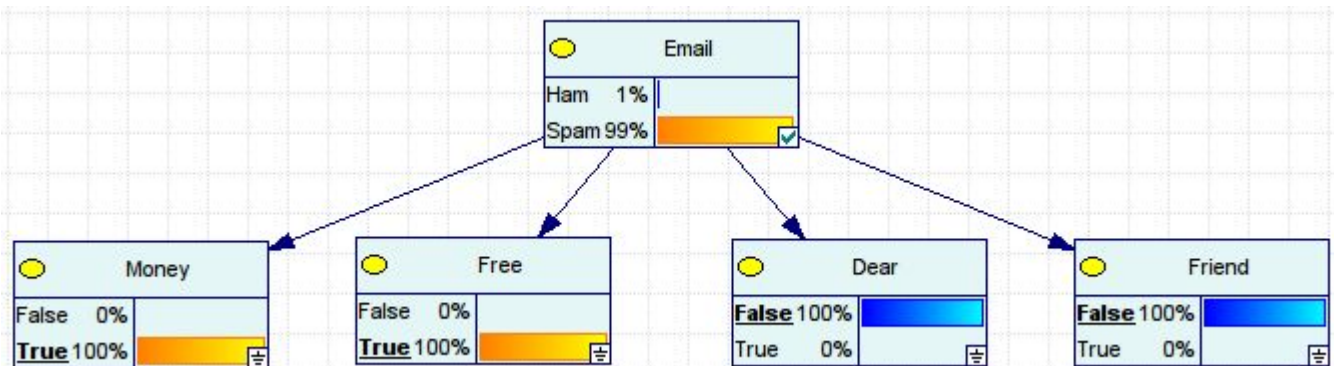 Email
Ham 1%
Spam 99%
Money
False 0%
True 100%
Free
False 0%
True 100%
Dear
False 100%
True 0%
Friend
False 100%
True 0%